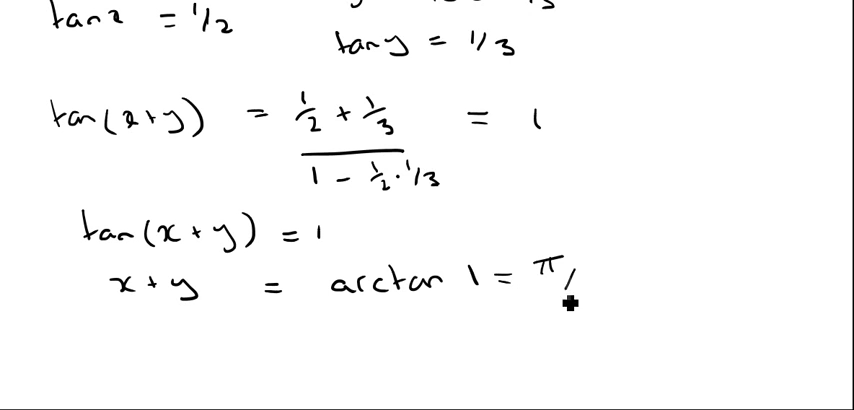 tan x = 1/2
tan y = 1/3
tan(x+y) = 1/2 + 1/3 = 1
1 - 1/2 · 1/3
tan(x + y) = 1
x + y = arctan 1 = π/